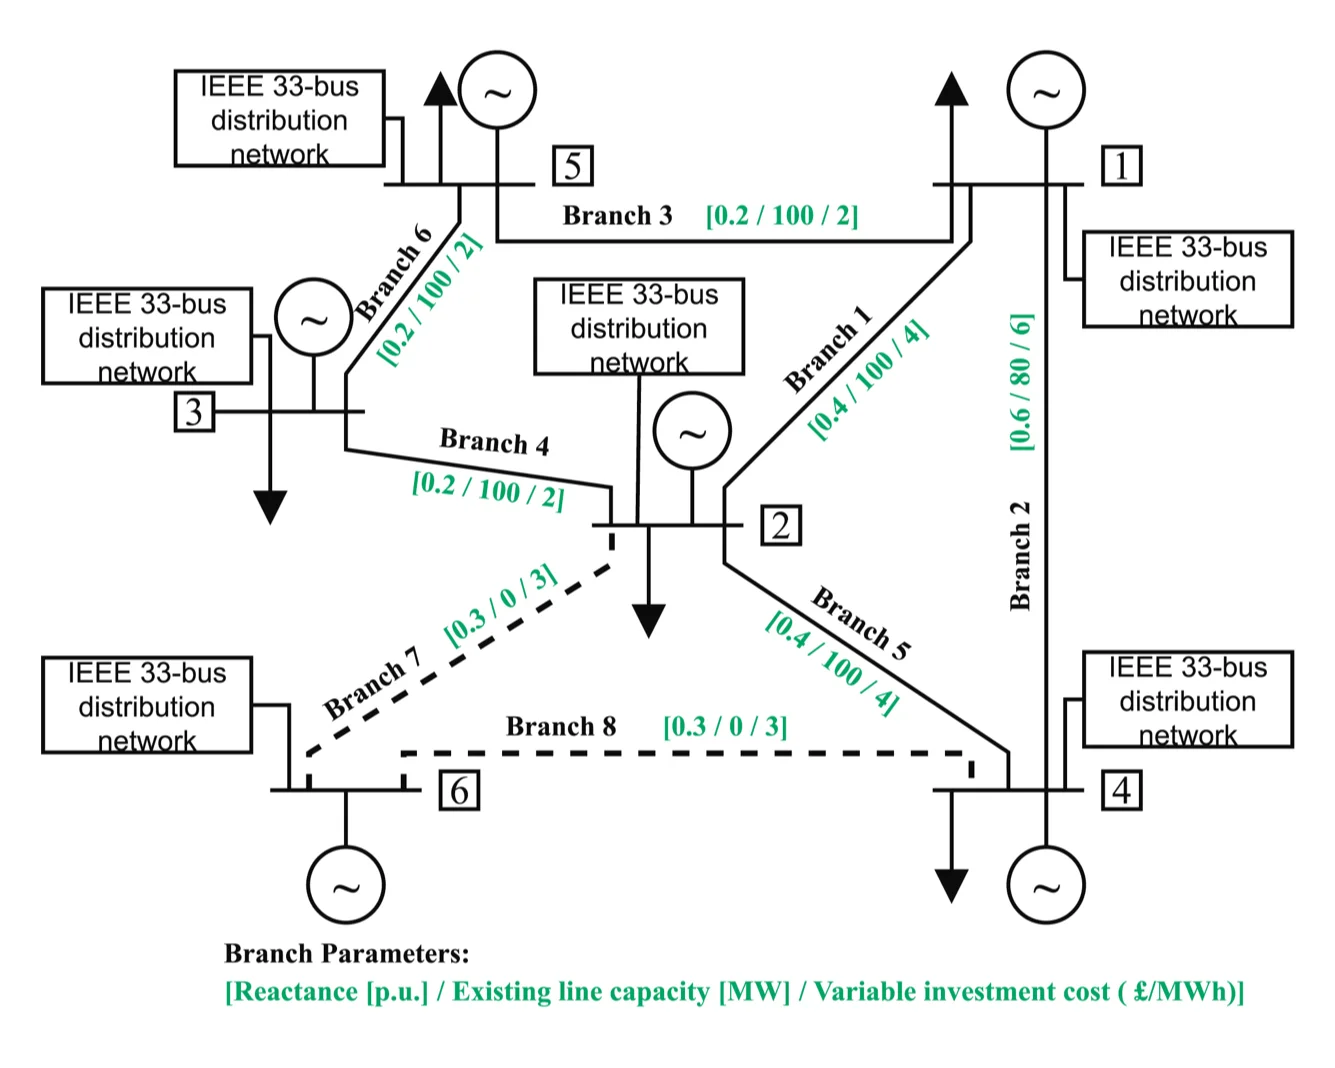 IEEE 33-bus
distribution
network
~
5
~
1
Branch 3 [0.2 / 100 / 2]
Branch 6
[0.2 / 100 / 2]
IEEE 33-bus
distribution
network
IEEE 33-bus
distribution
network
~
3
IEEE 33-bus
distribution
network
~
2
Branch 1
[0.4 / 100 / 4]
[0.6 / 80 / 6]
Branch 2
Branch 4
[0.2 / 100 / 2]
Branch 5
[0.4 / 100 / 4]
Branch 7
[0.3 / 0 / 3]
IEEE 33-bus
distribution
network
Branch 8 [0.3 / 0 / 3]
IEEE 33-bus
distribution
network
6
4
~
~
Branch Parameters:
[Reactance [p.u.] / Existing line capacity [MW] / Variable investment cost ( £/MWh)]